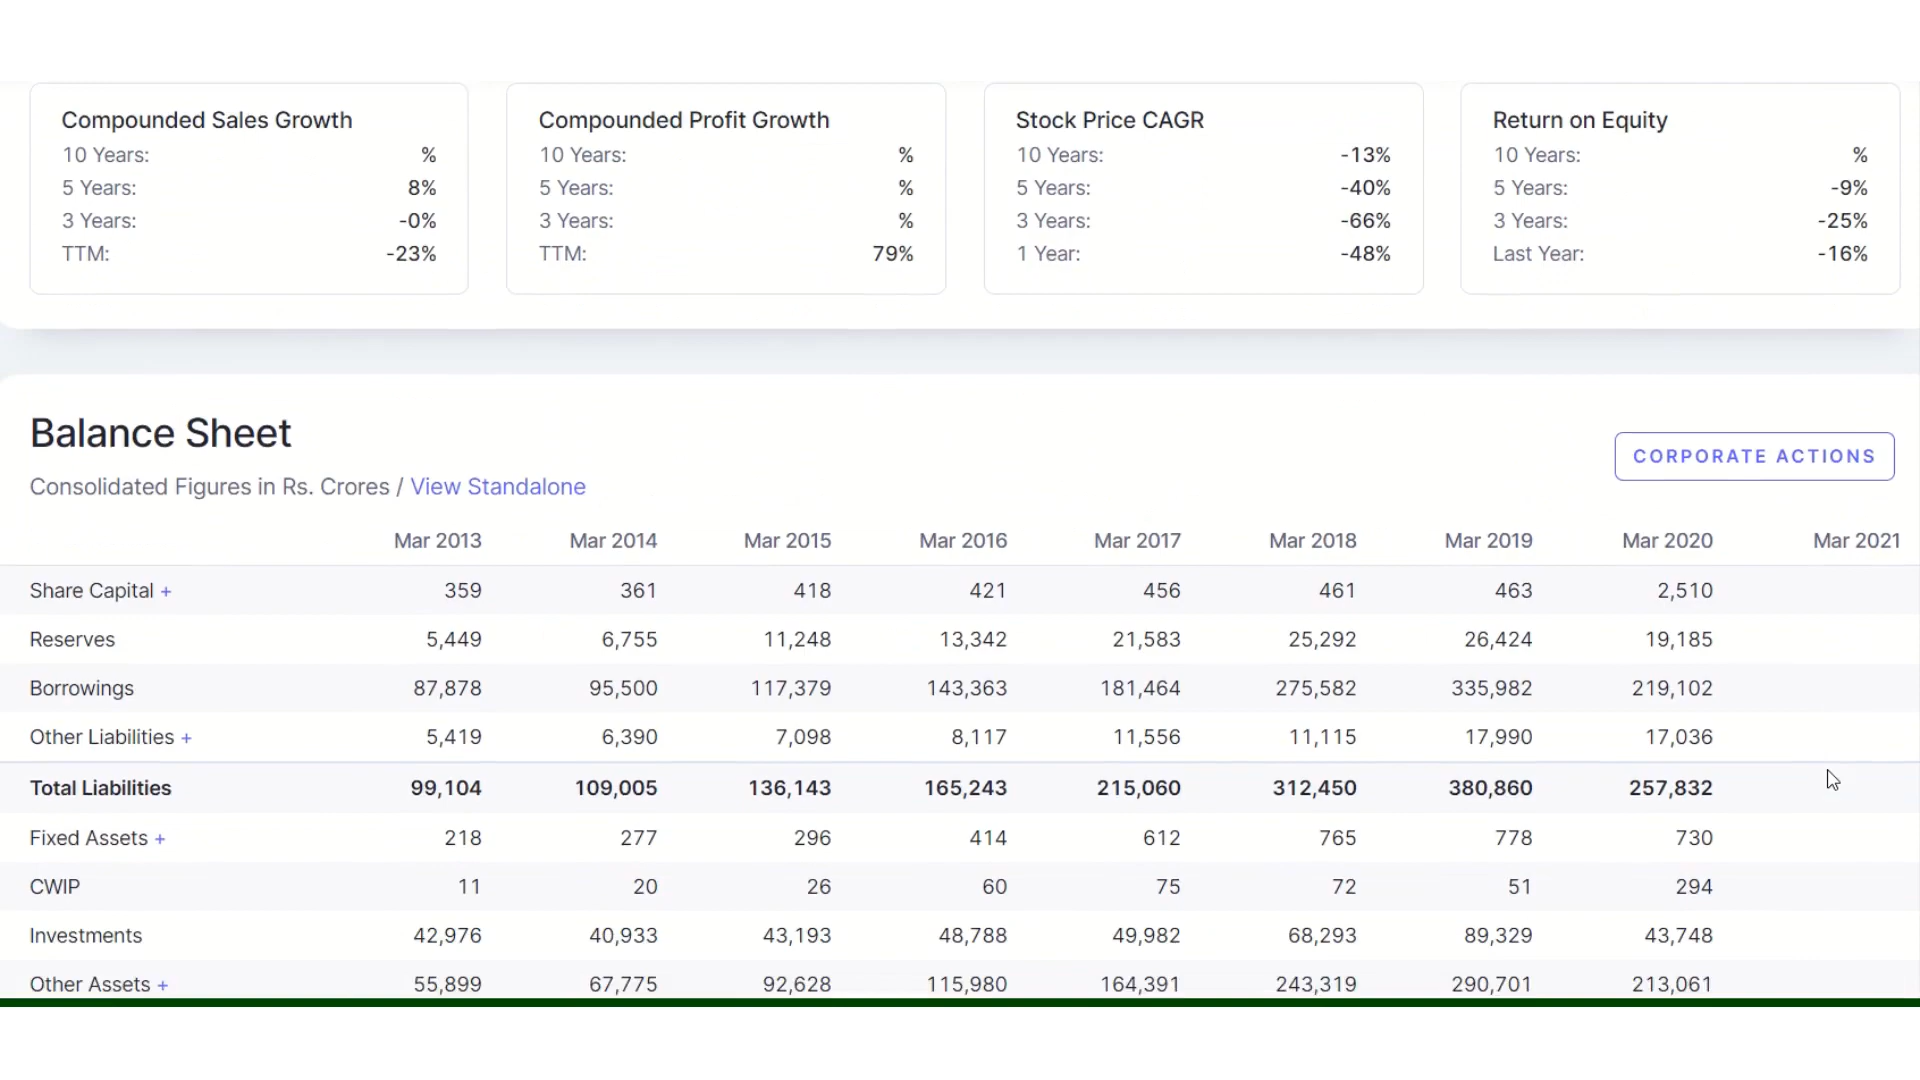 Compounded Sales Growth
10 Years: %
5 Years: 8%
3 Years: -0%
TTM: -23%
Compounded Profit Growth
10 Years: %
5 Years: %
3 Years: %
TTM: 79%
Stock Price CAGR
10 Years: -13%
5 Years: -40%
3 Years: -66%
1 Year: -48%
Return on Equity
10 Years: %
5 Years: -9%
3 Years: -25%
Last Year: -16%
Balance Sheet
CORPORATE ACTIONS
Consolidated Figures in Rs. Crores / View Standalone
Mar 2013 Mar 2014 Mar 2015 Mar 2016 Mar 2017 Mar 2018 Mar 2019 Mar 2020 Mar 2021
Share Capital + 359 361 418 421 456 461 463 2,510
Reserves 5,449 6,755 11,248 13,342 21,583 25,292 26,424 19,185
Borrowings 87,878 95,500 117,379 143,363 181,464 275,582 335,982 219,102
Other Liabilities + 5,419 6,390 7,098 8,117 11,556 11,115 17,990 17,036
Total Liabilities 99,104 109,005 136,143 165,243 215,060 312,450 380,860 257,832
Fixed Assets + 218 277 296 414 612 765 778 730
CWIP 11 20 26 60 75 72 51 294
Investments 42,976 40,933 43,193 48,788 49,982 68,293 89,329 43,748
Other Assets + 55,899 67,775 92,628 115,980 164,391 243,319 290,701 213,061